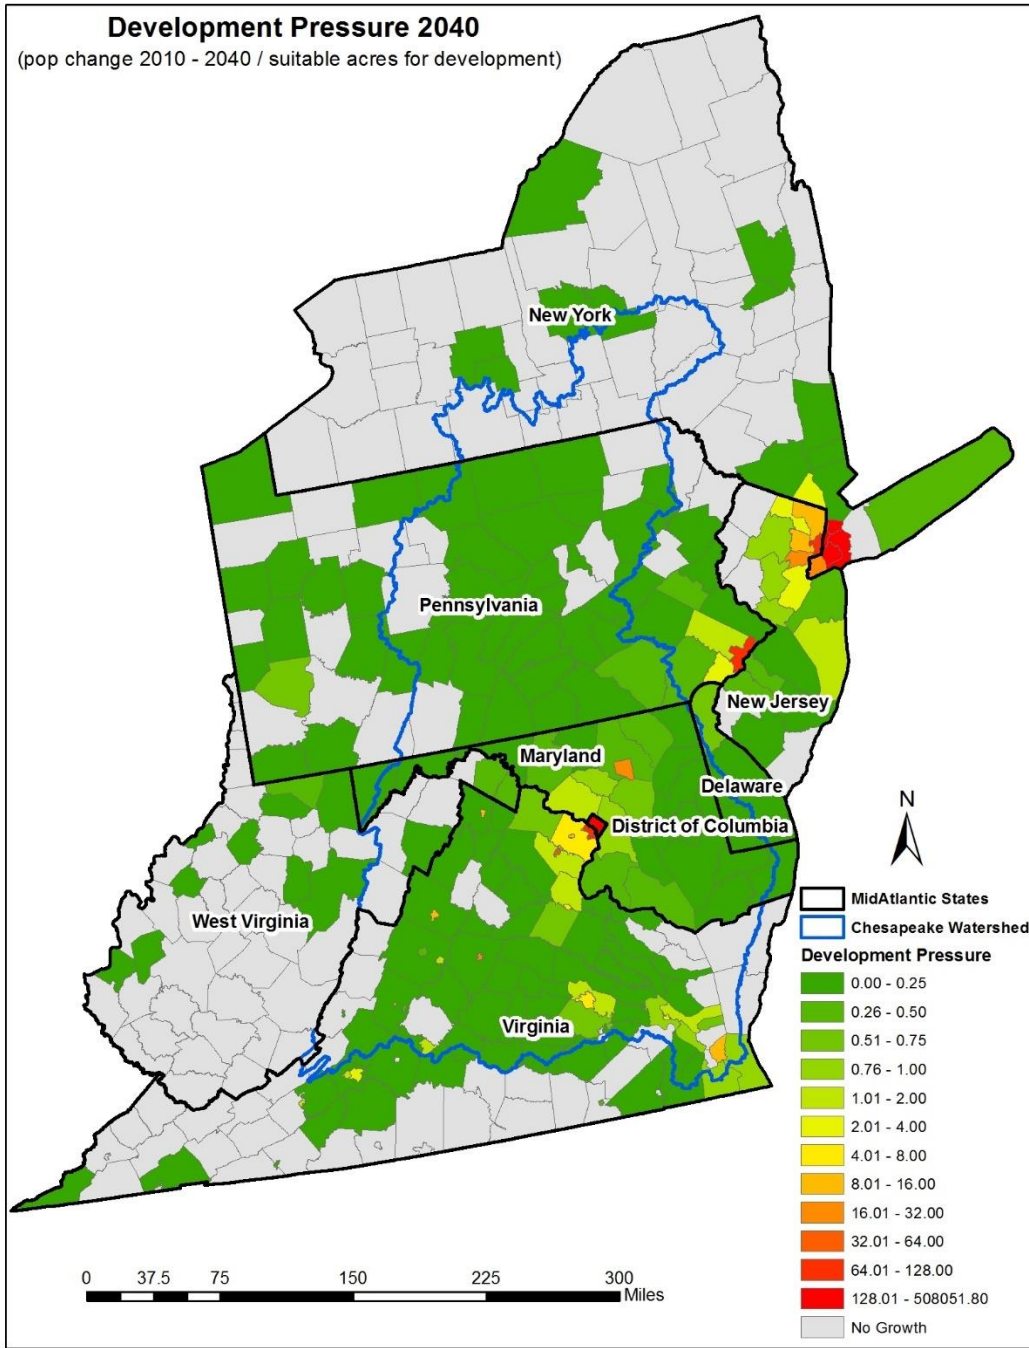 Development Pressure 2040
(pop change 2010 - 2040 / suitable acres for development)
New York
Pennsylvania
New Jersey
Maryland
Delaware
District of Columbia
West Virginia
Virginia
N
MidAtlantic States
Chesapeake Watershed
Development Pressure
0.00 - 0.25
0.26 - 0.50
0.51 - 0.75
0.76 - 1.00
1.01 - 2.00
2.01 - 4.00
4.01 - 8.00
8.01 - 16.00
16.01 - 32.00
32.01 - 64.00
64.01 - 128.00
128.01 - 508051.80
No Growth
0 37.5 75 150 225 300
Miles